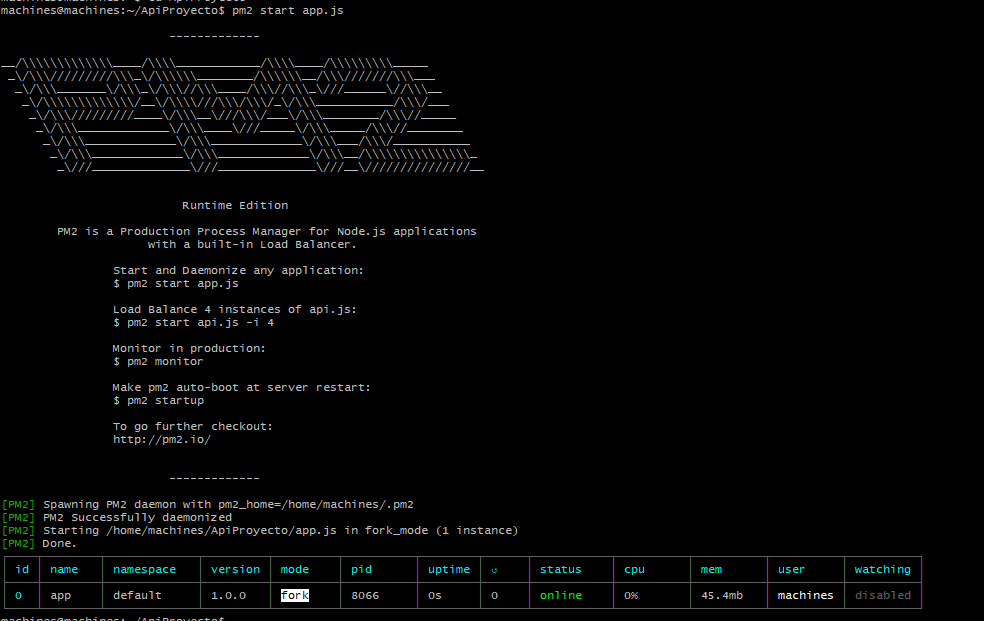 machines@machines:~/ApiProyecto$ pm2 start app.js
-------------
__/\\\\\\\\\\\\\____/\\\\____________/\\\\____/\\\\\\\\\_____
_\/\\\/////////\\\_\/\\\\\\________/\\\\\\__/\\\///////\\\___
_\/\\\_______\/\\\_\/\\\//\\\____/\\\//\\\_\///______\//\\\__
_\/\\\\\\\\\\\\\/__\/\\\\///\\\/\\\/_\/\\\___________/\\\/___
_\/\\\/////////____\/\\\__\///\\\/___\/\\\________/\\\//_____
_\/\\\_____________\/\\\____\///_____\/\\\_____/\\\//________
_\/\\\_____________\/\\\_____________\/\\\___/\\\/___________
_\/\\\_____________\/\\\_____________\/\\\__/\\\\\\\\\\\\\\\_
_\///______________\///______________\///__\///////////////__
Runtime Edition
PM2 is a Production Process Manager for Node.js applications
with a built-in Load Balancer.
Start and Daemonize any application:
$ pm2 start app.js
Load Balance 4 instances of api.js:
$ pm2 start api.js -i 4
Monitor in production:
$ pm2 monitor
Make pm2 auto-boot at server restart:
$ pm2 startup
To go further checkout:
http://pm2.io/
-------------
[PM2] Spawning PM2 daemon with pm2_home=/home/machines/.pm2
[PM2] PM2 Successfully daemonized
[PM2] Starting /home/machines/ApiProyecto/app.js in fork_mode (1 instance)
[PM2] Done.
id name namespace version mode pid uptime ↺ status cpu mem user watching
0 app default 1.0.0 fork 8066 0s 0 online 0% 45.4mb machines disabled